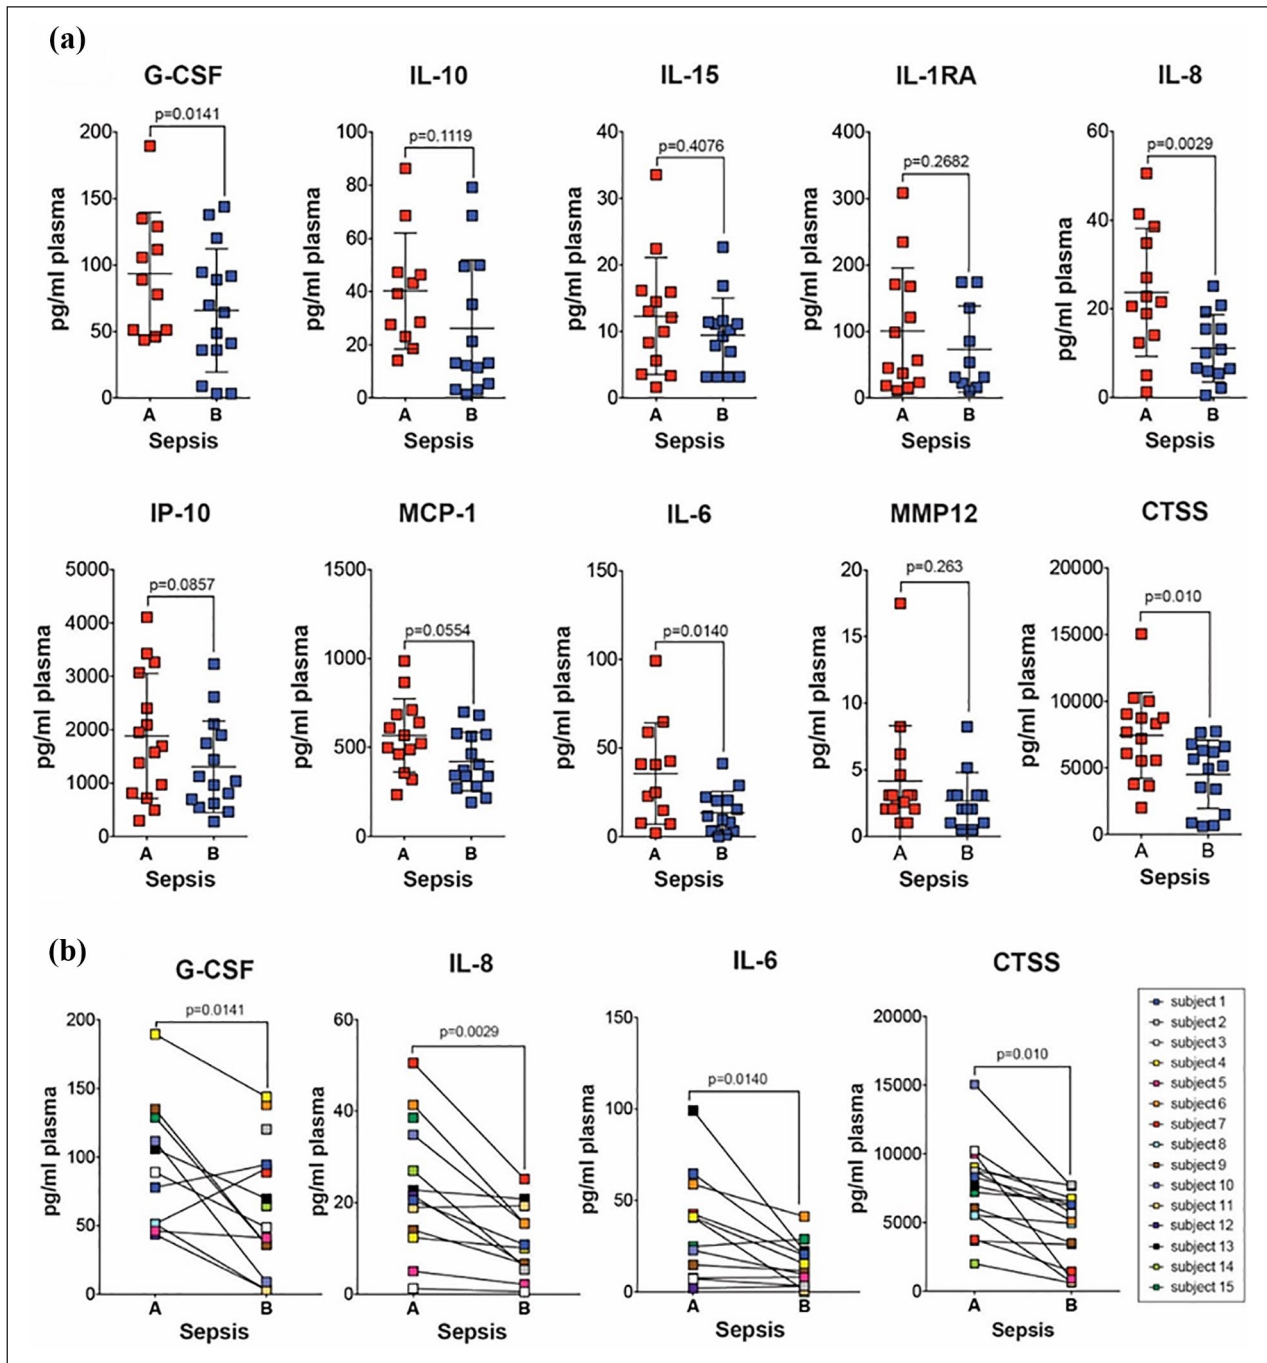 (a)
G-CSF IL-10 IL-15 IL-1RA IL-8
p=0.0141 p=0.1119 p=0.4076 p=0.2682 p=0.0029
pg/ml plasma pg/ml plasma pg/ml plasma pg/ml plasma pg/ml plasma
200 100 40 400 60
150 80 30 300 40
100 60 20 200 20
50 40 10 100 0
0 20 0 0
0
A B A B A B A B A B
Sepsis Sepsis Sepsis Sepsis Sepsis
IP-10 MCP-1 IL-6 MMP12 CTSS
p=0.0857 p=0.0554 p=0.0140 p=0.263 p=0.010
pg/ml plasma pg/ml plasma pg/ml plasma pg/ml plasma pg/ml plasma
5000 1500 150 20 20000
4000 1000 100 15 15000
3000 500 50 10 10000
2000 0 0 5 5000
1000 0 0
0
A B A B A B A B A B
Sepsis Sepsis Sepsis Sepsis Sepsis
(b)
G-CSF IL-8 IL-6 CTSS
p=0.0141 p=0.0029 p=0.0140 p=0.010
pg/ml plasma pg/ml plasma pg/ml plasma pg/ml plasma
200 60 150 20000
150 40 100 15000
100 20 50 10000
50 0 0 5000
0 0
A B A B A B A B
Sepsis Sepsis Sepsis Sepsis
subject 1
subject 2
subject 3
subject 4
subject 5
subject 6
subject 7
subject 8
subject 9
subject 10
subject 11
subject 12
subject 13
subject 14
subject 15